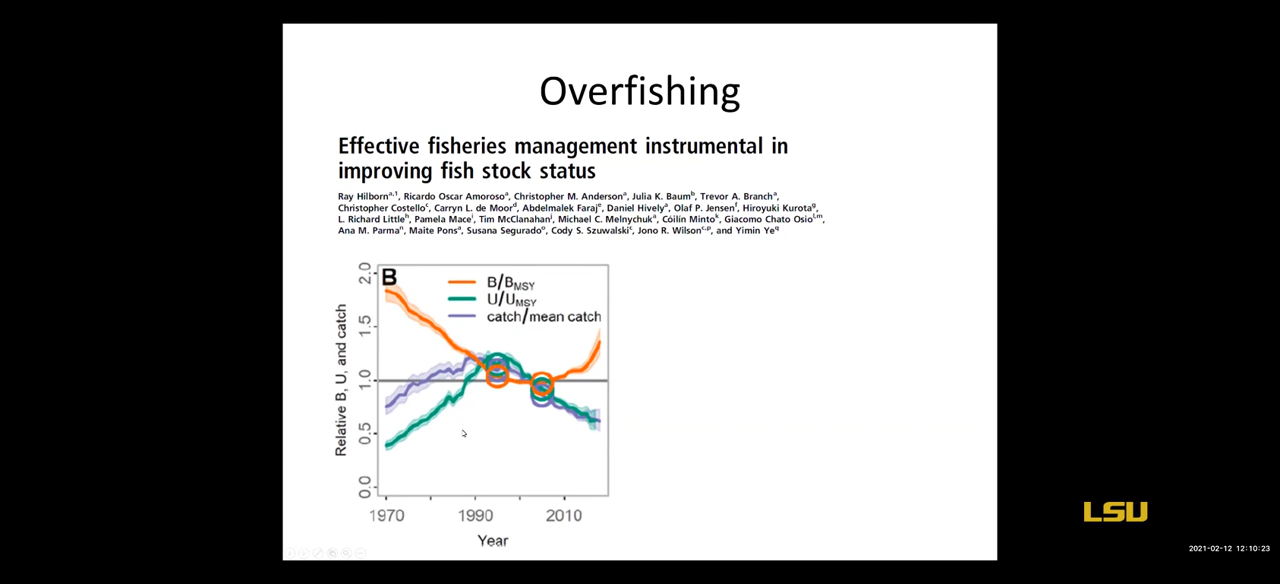 Overfishing
Effective fisheries management instrumental in
improving fish stock status
Ray Hilborn^a,1, Ricardo Oscar Amoroso^a, Christopher M. Anderson^a, Julia K. Baum^b, Trevor A. Branch^a,
Christopher Costello^c, Carryn L. de Moor^d, Abdelmalek Faraj^e, Daniel Hively^a, Olaf P. Jensen^f, Hiroyuki Kurota^g,
L. Richard Little^h, Pamela Mace^i, Tim McClanahan^j, Michael C. Melnychuk^a, Cóilín Minto^k, Giacomo Chato Osio^l,m,
Ana M. Parma^n, Maite Pons^a, Susana Segurado^o, Cody S. Szuwalski^c, Jono R. Wilson^c,p, and Yimin Ye^q
B
B/BMSY
U/UMSY
catch/mean catch
Relative B, U, and catch
2.0
1.5
1.0
0.5
0.0
1970
1990
2010
Year
LSU
2021-02-12 12:10:23